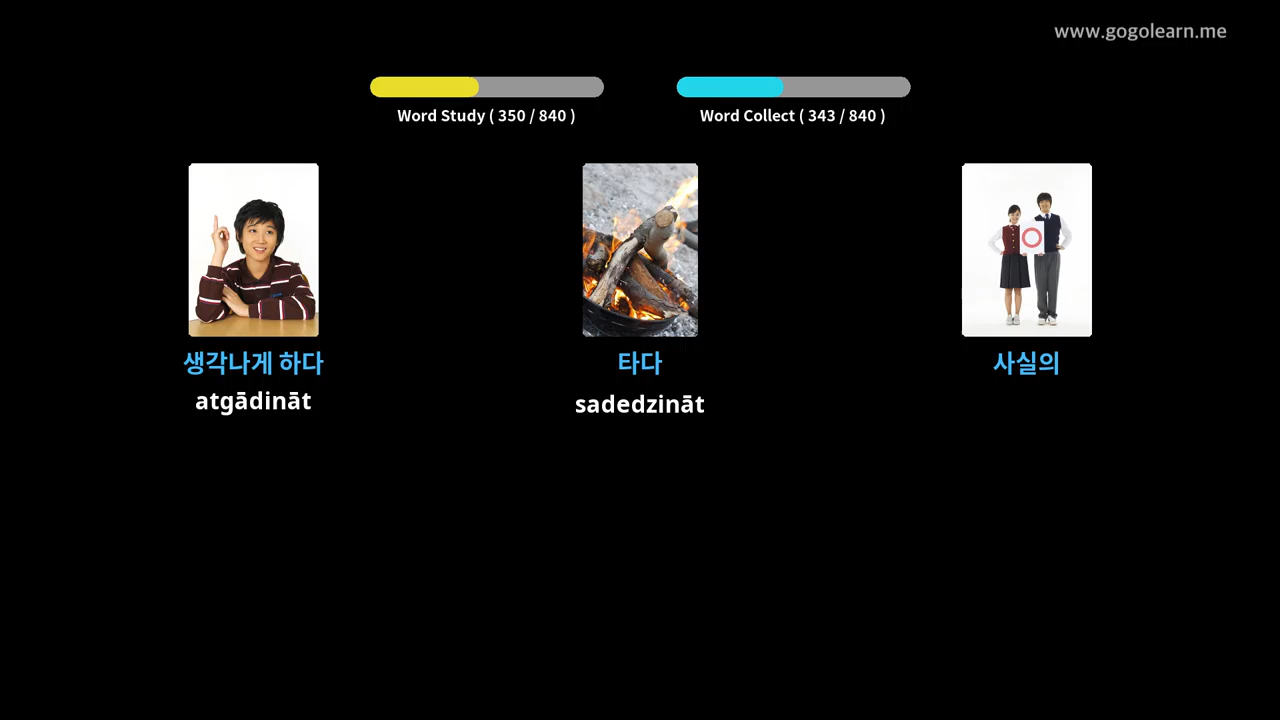 www.gogolearn.me
Word Study ( 350 / 840 )
Word Collect ( 343 / 840 )
생각나게 하다
타다
사실의
atgādināt
sadedzināt